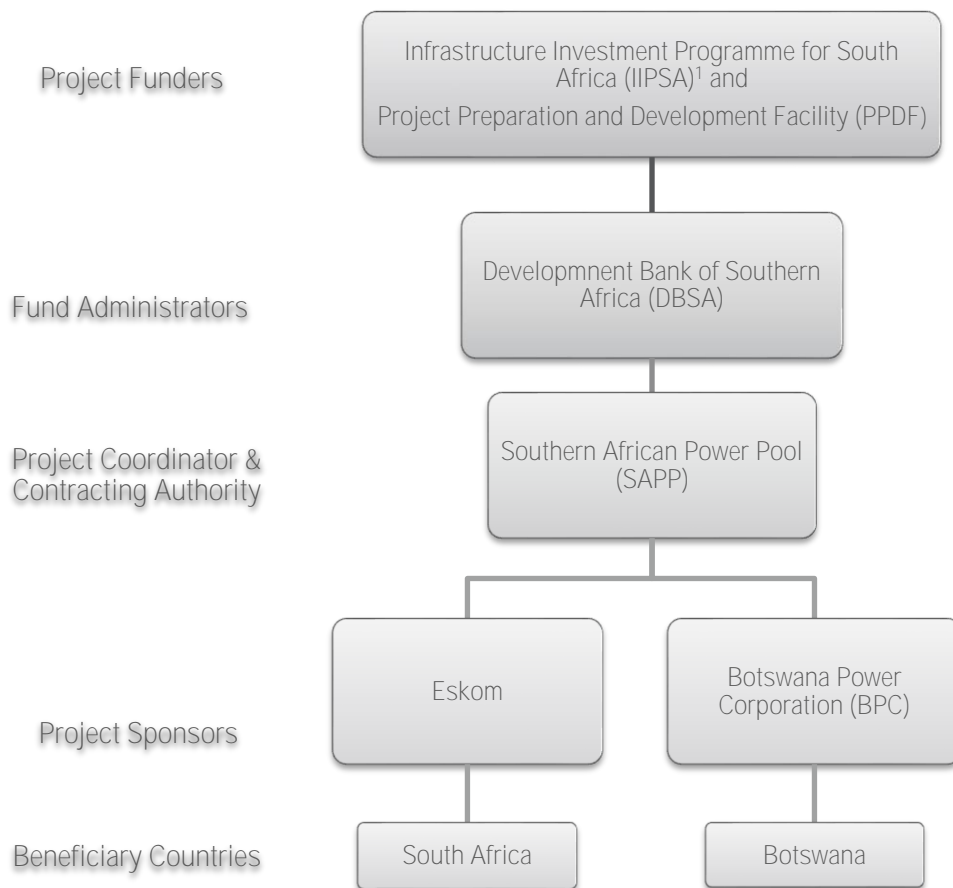 Project Funders
Infrastructure Investment Programme for South
Africa (IIPSA)¹ and
Project Preparation and Development Facility (PPDF)
Fund Administrators
Developmnent Bank of Southern
Africa (DBSA)
Project Coordinator &
Contracting Authority
Southern African Power Pool
(SAPP)
Project Sponsors
Eskom
Botswana Power
Corporation (BPC)
Beneficiary Countries
South Africa
Botswana